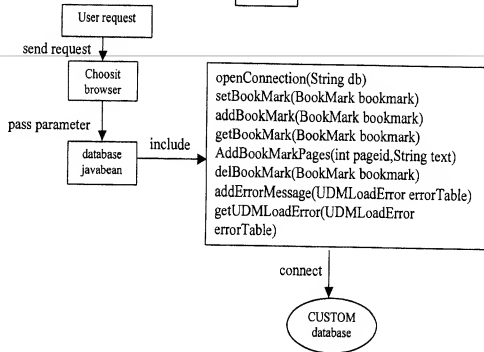 User request
send request
Choosit
browser
pass parameter
database
javabean
include
openConnection(String db)
setBookMark(BookMark bookmark)
addBookMark(BookMark bookmark)
getBookMark(BookMark bookmark)
AddBookMarkPages(int pageid,String text)
delBookMark(BookMark bookmark)
addErrorMessage(UDMLoadError errorTable)
getUDMLoadError(UDMLoadError
errorTable)
connect
CUSTOM
database